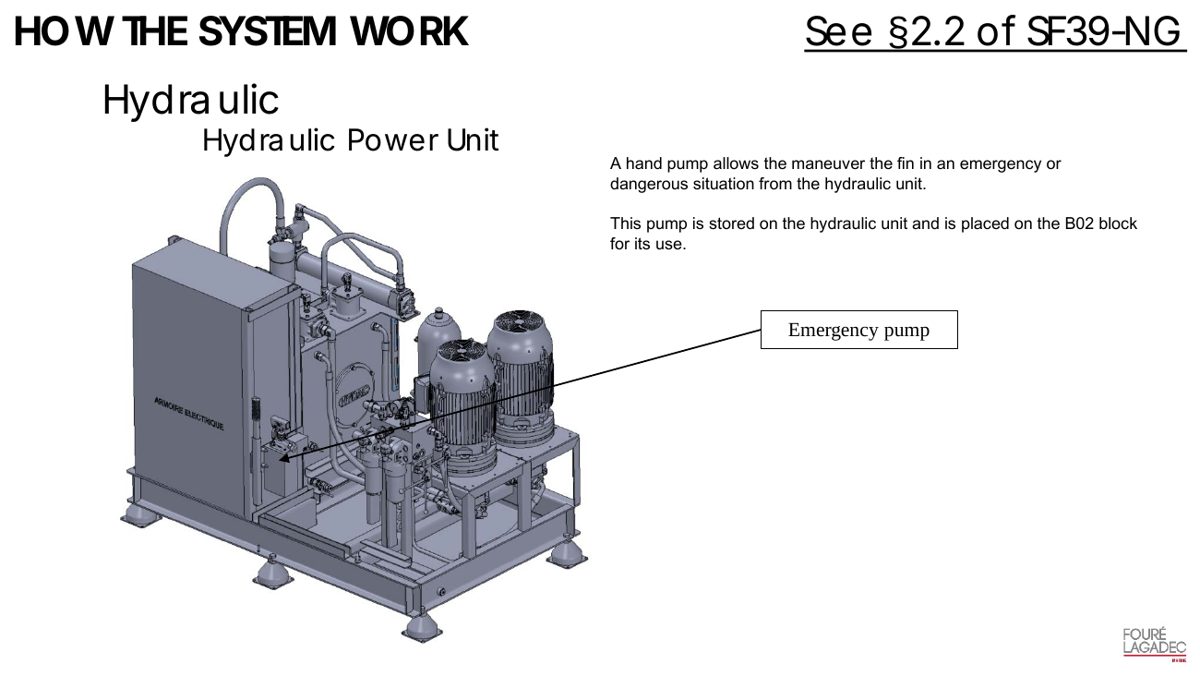 HOW THE SYSTEM WORK
See §2.2 of SF39-NG
Hydraulic
Hydraulic Power Unit
A hand pump allows the maneuver the fin in an emergency or
dangerous situation from the hydraulic unit.
This pump is stored on the hydraulic unit and is placed on the B02 block
for its use.
Emergency pump
ARMOIRE ELECTRIQUE
HYDAC
FOURÉ
LAGADEC